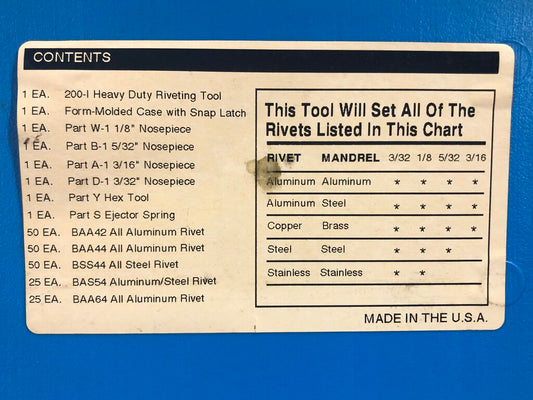 CONTENTS
1 EA. 200-I Heavy Duty Riveting Tool
1 EA. Form-Molded Case with Snap Latch
1 EA. Part W-1 1/8" Nosepiece
EA. Part B-1 5/32" Nosepiece
1 EA. Part A-1 3/16" Nosepiece
1 EA. Part D-1 3/32" Nosepiece
1 EA. Part Y Hex Tool
1 EA. Part S Ejector Spring
50 EA. BAA42 All Aluminum Rivet
50 EA. BAA44 All Aluminum Rivet
50 EA. BSS44 All Steel Rivet
25 EA. BAS54 Aluminum/Steel Rivet
25 EA. BAA64 All Aluminum Rivet
This Tool Will Set All Of The
Rivets Listed In This Chart
RIVET MANDREL 3/32 1/8 5/32 3/16
Aluminum Aluminum * * * *
Aluminum Steel * * * *
Copper Brass * * * *
Steel Steel * * *
Stainless Stainless * *
MADE IN THE U.S.A.